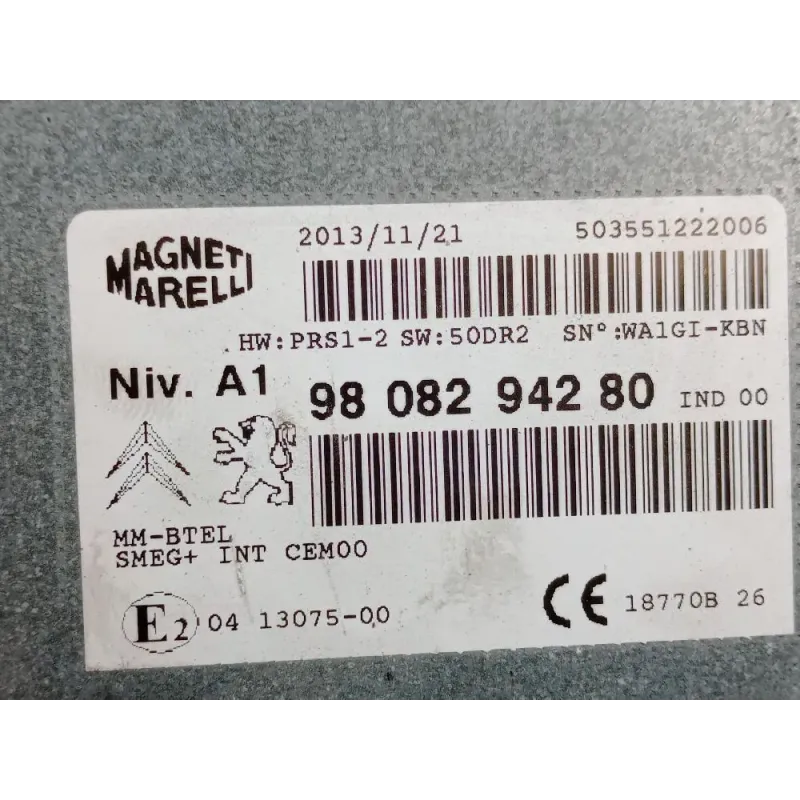 MAGNETI
MARELLI
2013/11/21 503551222006
HW:PRS1-2 SW:50DR2 SN°:WA1GI-KBN
Niv. A1 98 082 942 80 IND 00
MM-BTEL
SMEG+ INT CEM00
E2 04 13075-00
CE 18770B 26